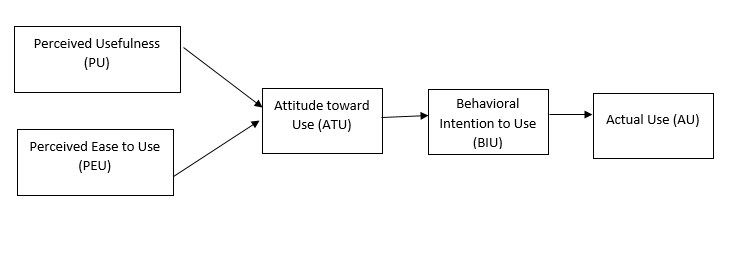 Perceived Usefulness
(PU)
Perceived Ease to Use
(PEU)
Attitude toward
Use (ATU)
Behavioral
Intention to Use
(BIU)
Actual Use (AU)